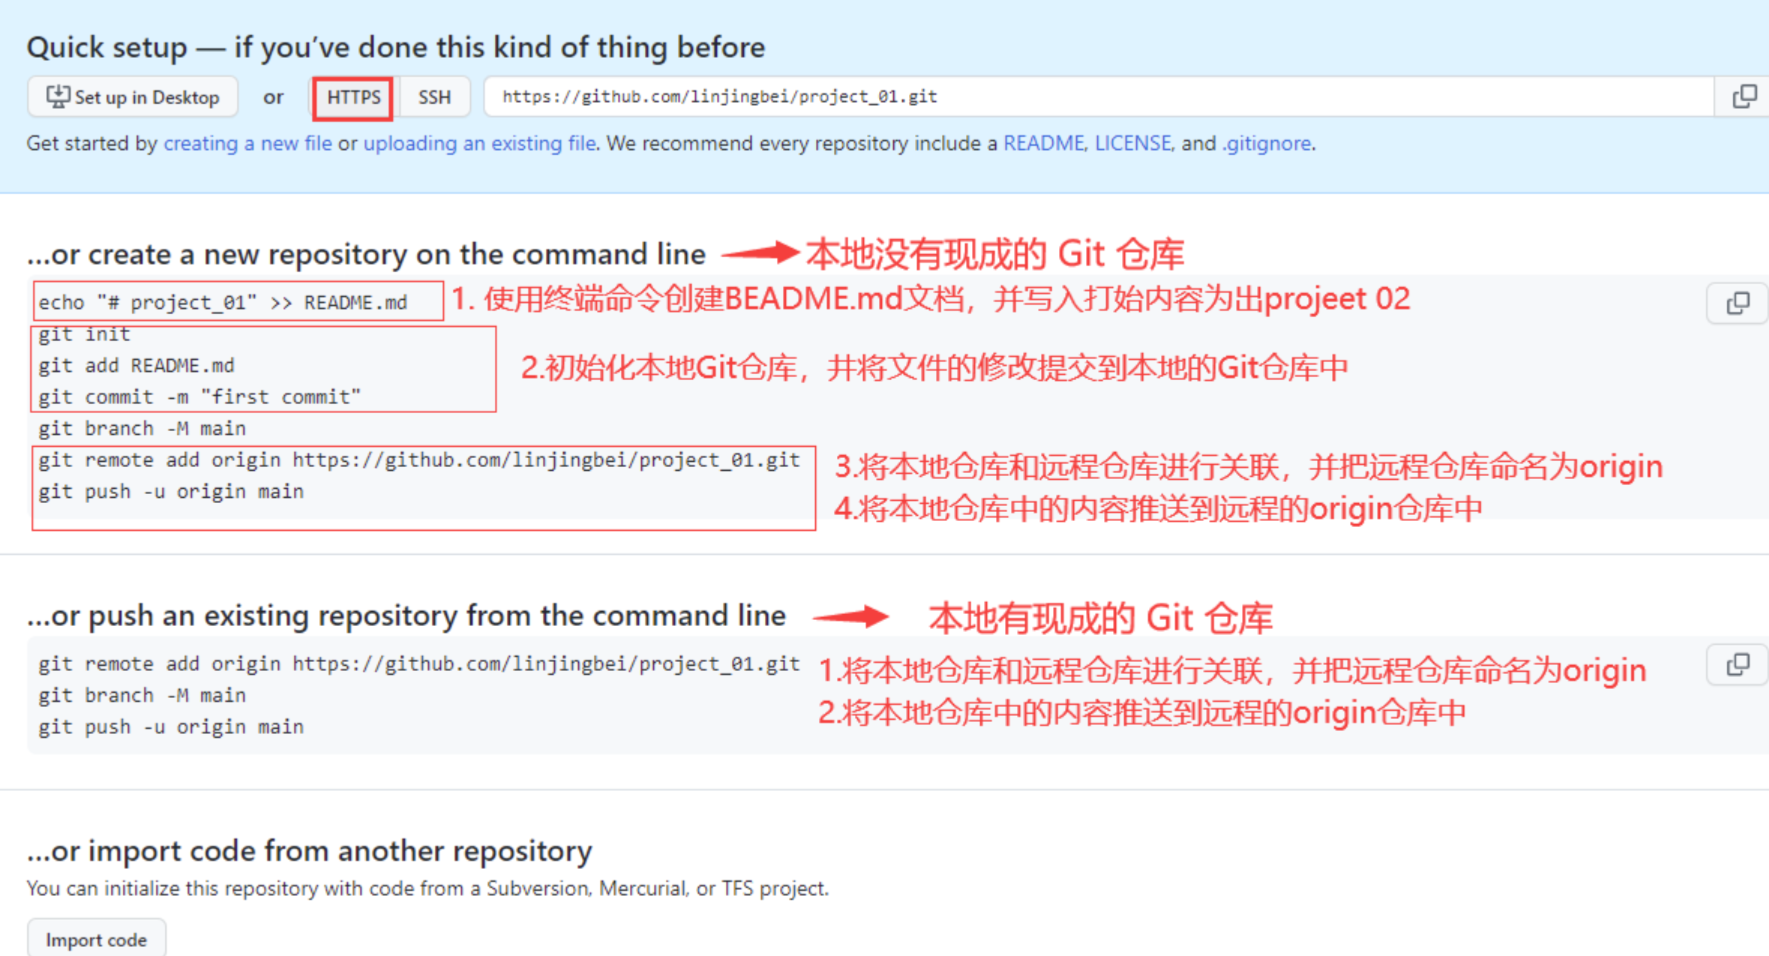 Quick setup — if you've done this kind of thing before
Set up in Desktop or HTTPS SSH https://github.com/linjingbei/project_01.git
Get started by creating a new file or uploading an existing file. We recommend every repository include a README, LICENSE, and .gitignore.
...or create a new repository on the command line 本地没有现成的 Git 仓库
echo "# project_01" >> README.md 1. 使用终端命令创建BEADME.md文档，并写入打始内容为出projeet 02
git init
git add README.md 2.初始化本地Git仓库，井将文件的修改提交到本地的Git仓库中
git commit -m "first commit"
git branch -M main
git remote add origin https://github.com/linjingbei/project_01.git 3.将本地仓库和远程仓库进行关联，并把远程仓库命名为origin
git push -u origin main 4.将本地仓库中的内容推送到远程的origin仓库中
...or push an existing repository from the command line 本地有现成的 Git 仓库
git remote add origin https://github.com/linjingbei/project_01.git 1.将本地仓库和远程仓库进行关联，并把远程仓库命名为origin
git branch -M main 2.将本地仓库中的内容推送到远程的origin仓库中
git push -u origin main
...or import code from another repository
You can initialize this repository with code from a Subversion, Mercurial, or TFS project.
Import code